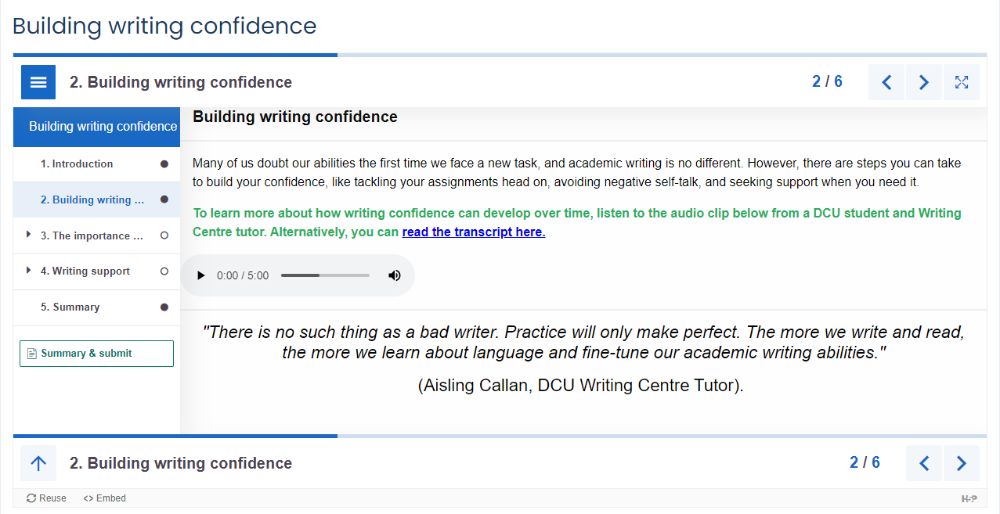 Building writing confidence
2. Building writing confidence
2 / 6
Building writing confidence
1. Introduction
2. Building writing ...
3. The importance ...
4. Writing support
5. Summary
Summary & submit
Building writing confidence
Many of us doubt our abilities the first time we face a new task, and academic writing is no different. However, there are steps you can take
to build your confidence, like tackling your assignments head on, avoiding negative self-talk, and seeking support when you need it.
To learn more about how writing confidence can develop over time, listen to the audio clip below from a DCU student and Writing
Centre tutor. Alternatively, you can read the transcript here.
0:00 / 5:00
"There is no such thing as a bad writer. Practice will only make perfect. The more we write and read,
the more we learn about language and fine-tune our academic writing abilities."
(Aisling Callan, DCU Writing Centre Tutor).
2. Building writing confidence
2 / 6
Reuse
<> Embed
H5P